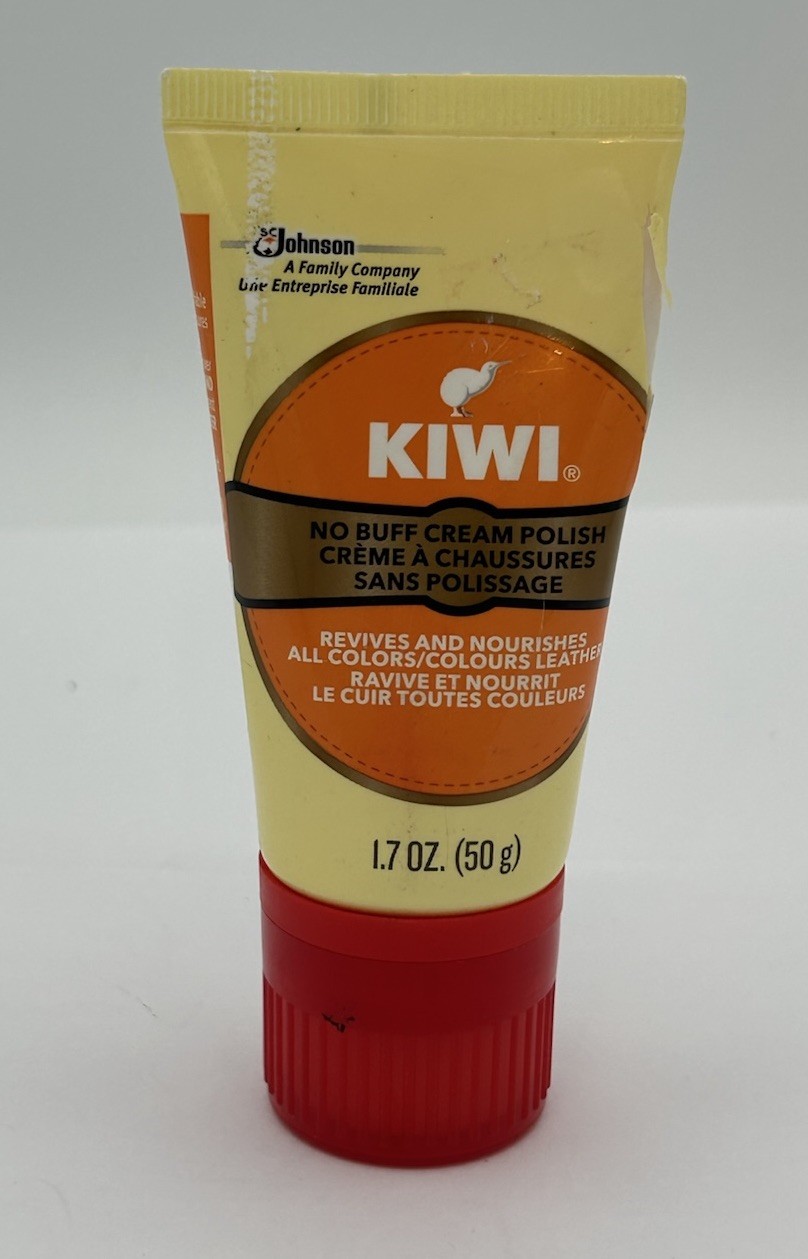 SC Johnson
A Family Company
Une Entreprise Familiale
KIWI®
NO BUFF CREAM POLISH
CRÈME À CHAUSSURES
SANS POLISSAGE
REVIVES AND NOURISHES
ALL COLORS/COLOURS LEATHER
RAVIVE ET NOURRIT
LE CUIR TOUTES COULEURS
1.7 OZ. (50 g)